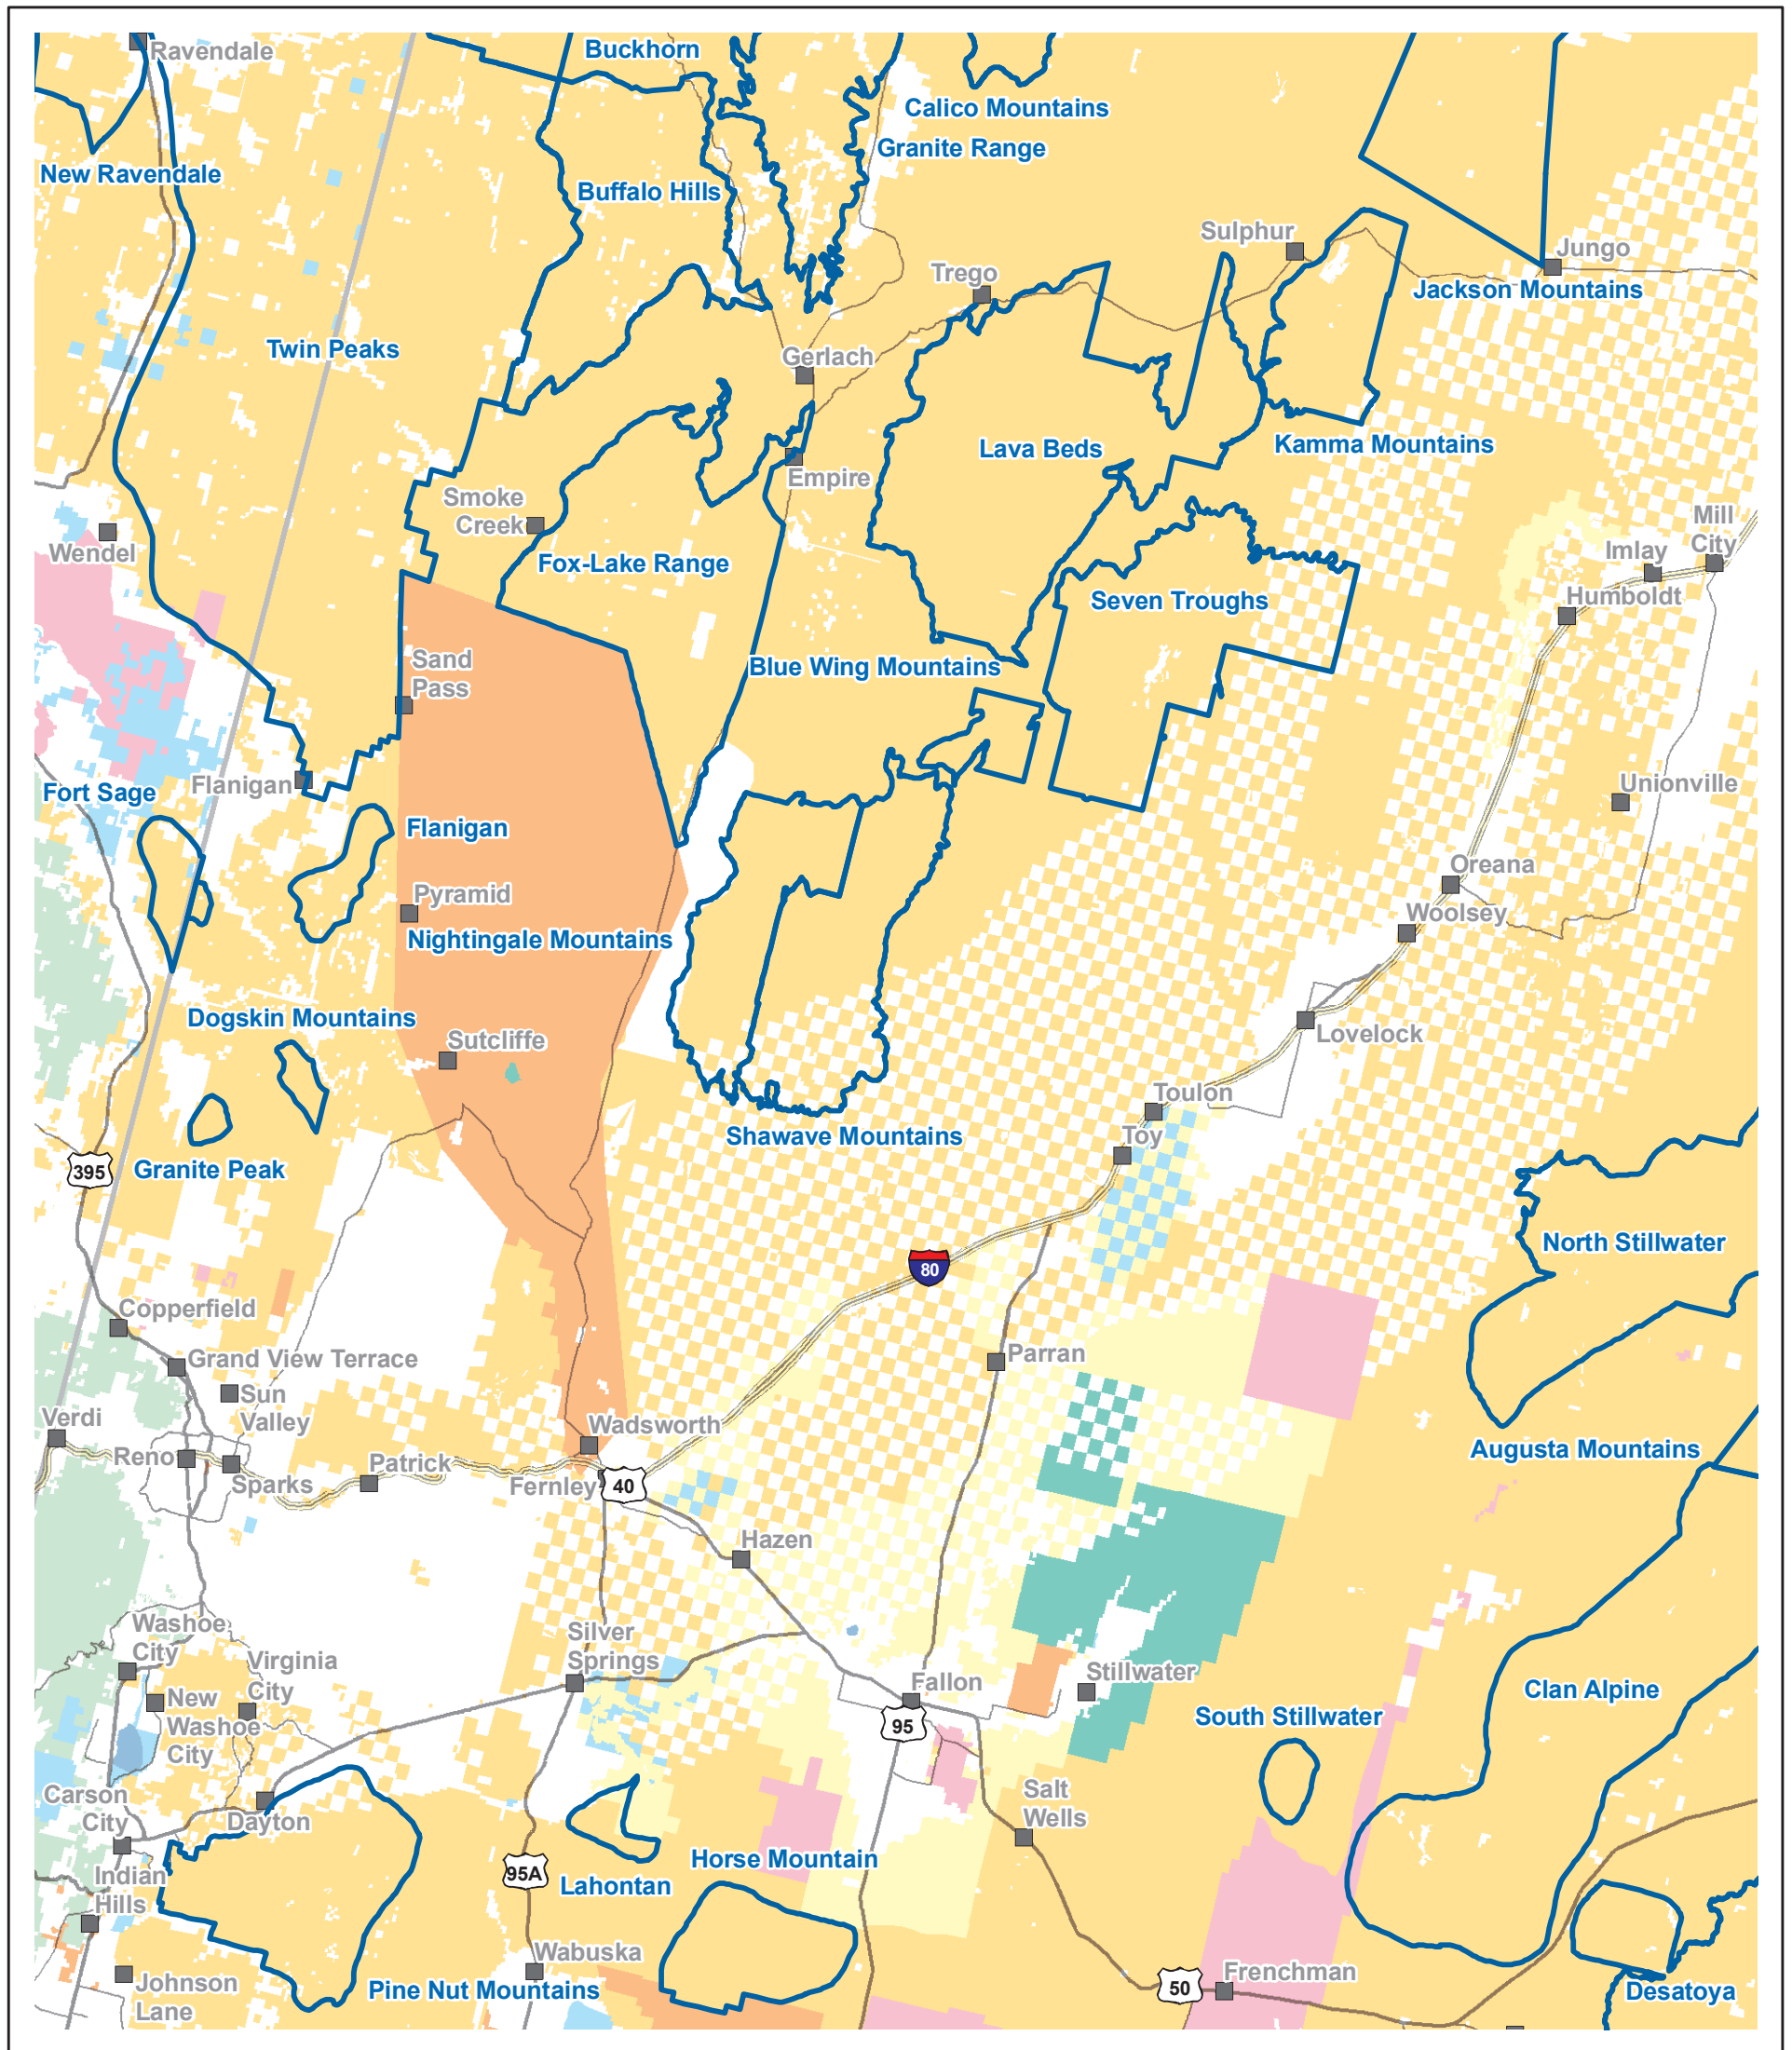 Ravendale
Buckhorn
Calico Mountains
Granite Range
New Ravendale
Buffalo Hills
Sulphur
Jungo
Trego
Jackson Mountains
Twin Peaks
Gerlach
Lava Beds
Kamma Mountains
Empire
Smoke
Creek
Mill
City
Wendel
Imlay
Fox-Lake Range
Humboldt
Seven Troughs
Sand
Pass
Blue Wing Mountains
Flanigan
Unionville
Fort Sage
Flanigan
Oreana
Pyramid
Woolsey
Nightingale Mountains
Dogskin Mountains
Sutcliffe
Lovelock
Toulon
Toy
Shawave Mountains
395
Granite Peak
North Stillwater
80
Copperfield
Grand View Terrace
Parran
Sun
Valley
Verdi
Wadsworth
Augusta Mountains
Reno
Patrick
Sparks
Fernley
40
Hazen
Washoe
City
Silver
Springs
Virginia
City
Stillwater
Fallon
Clan Alpine
New
Washoe
City
South Stillwater
95
Carson
City
Salt
Wells
Dayton
Horse Mountain
Indian
Hills
95A
Lahontan
Wabuska
Johnson
Lane
Pine Nut Mountains
Frenchman
50
Desatoya